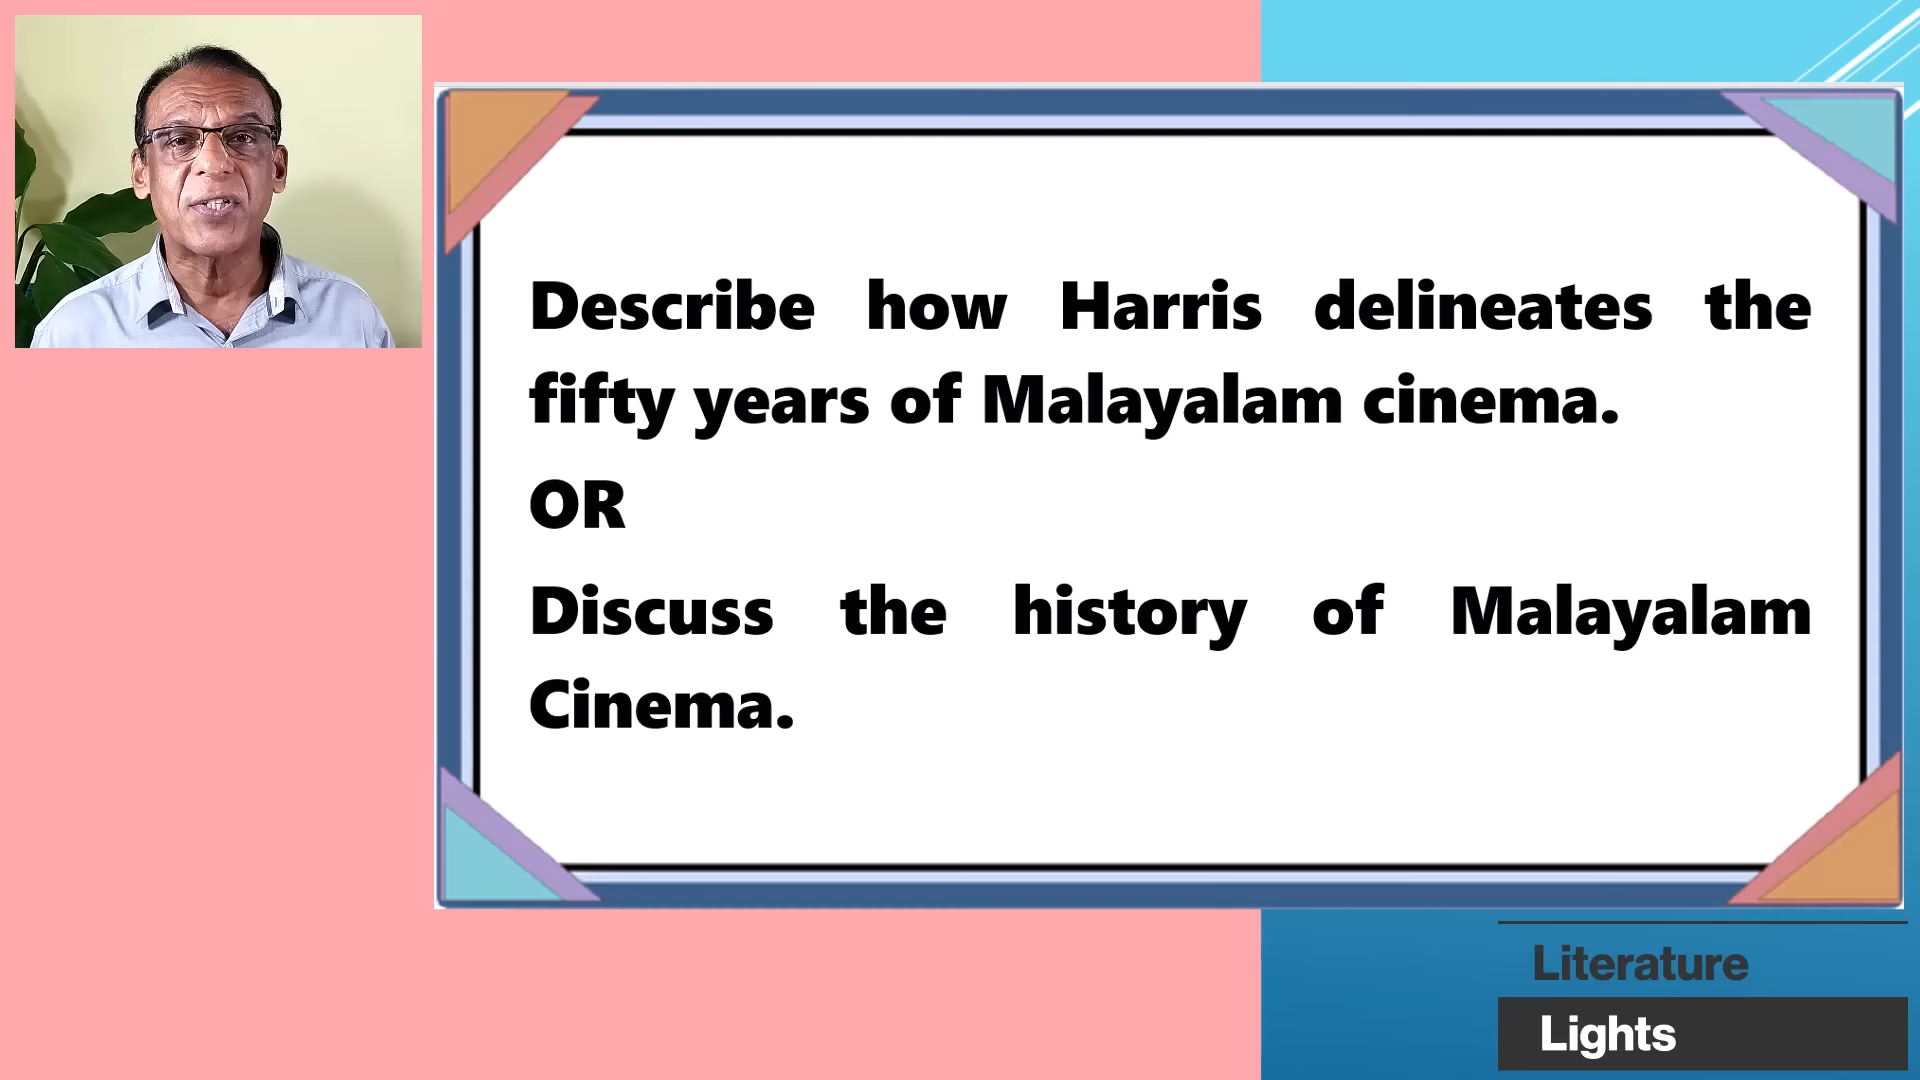 Describe how Harris delineates the
fifty years of Malayalam cinema.
OR
Discuss the history of Malayalam
Cinema.
Literature
Lights